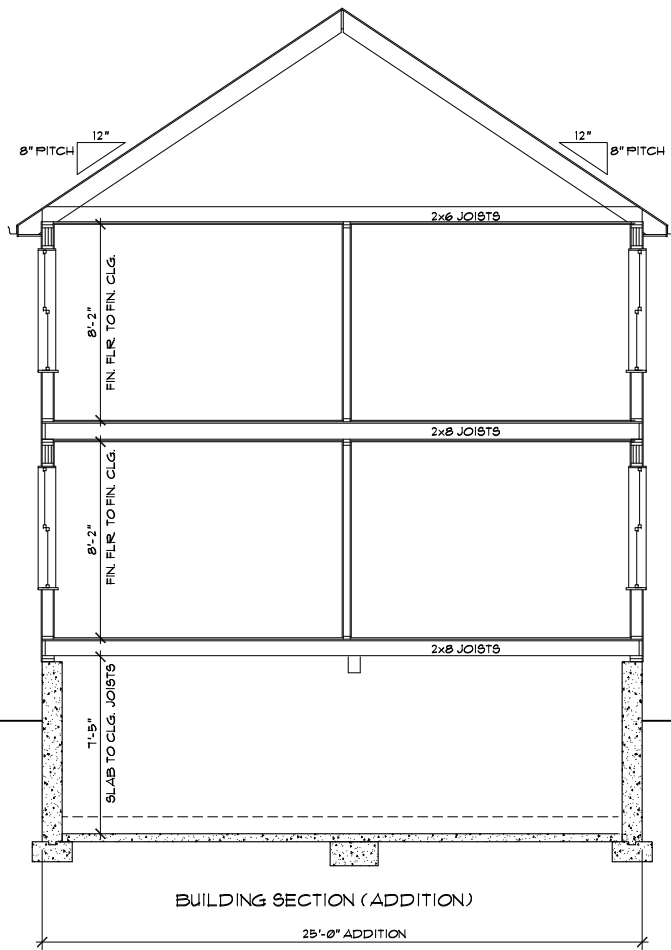 12"
8" PITCH
12"
8" PITCH
2x6 JOISTS
8'-2"
FIN. FLR. TO FIN. CLG.
2x8 JOISTS
8'-2"
FIN. FLR. TO FIN. CLG.
2x8 JOISTS
7'-5"
SLAB TO CLG. JOISTS
BUILDING SECTION (ADDITION)
25'-0" ADDITION